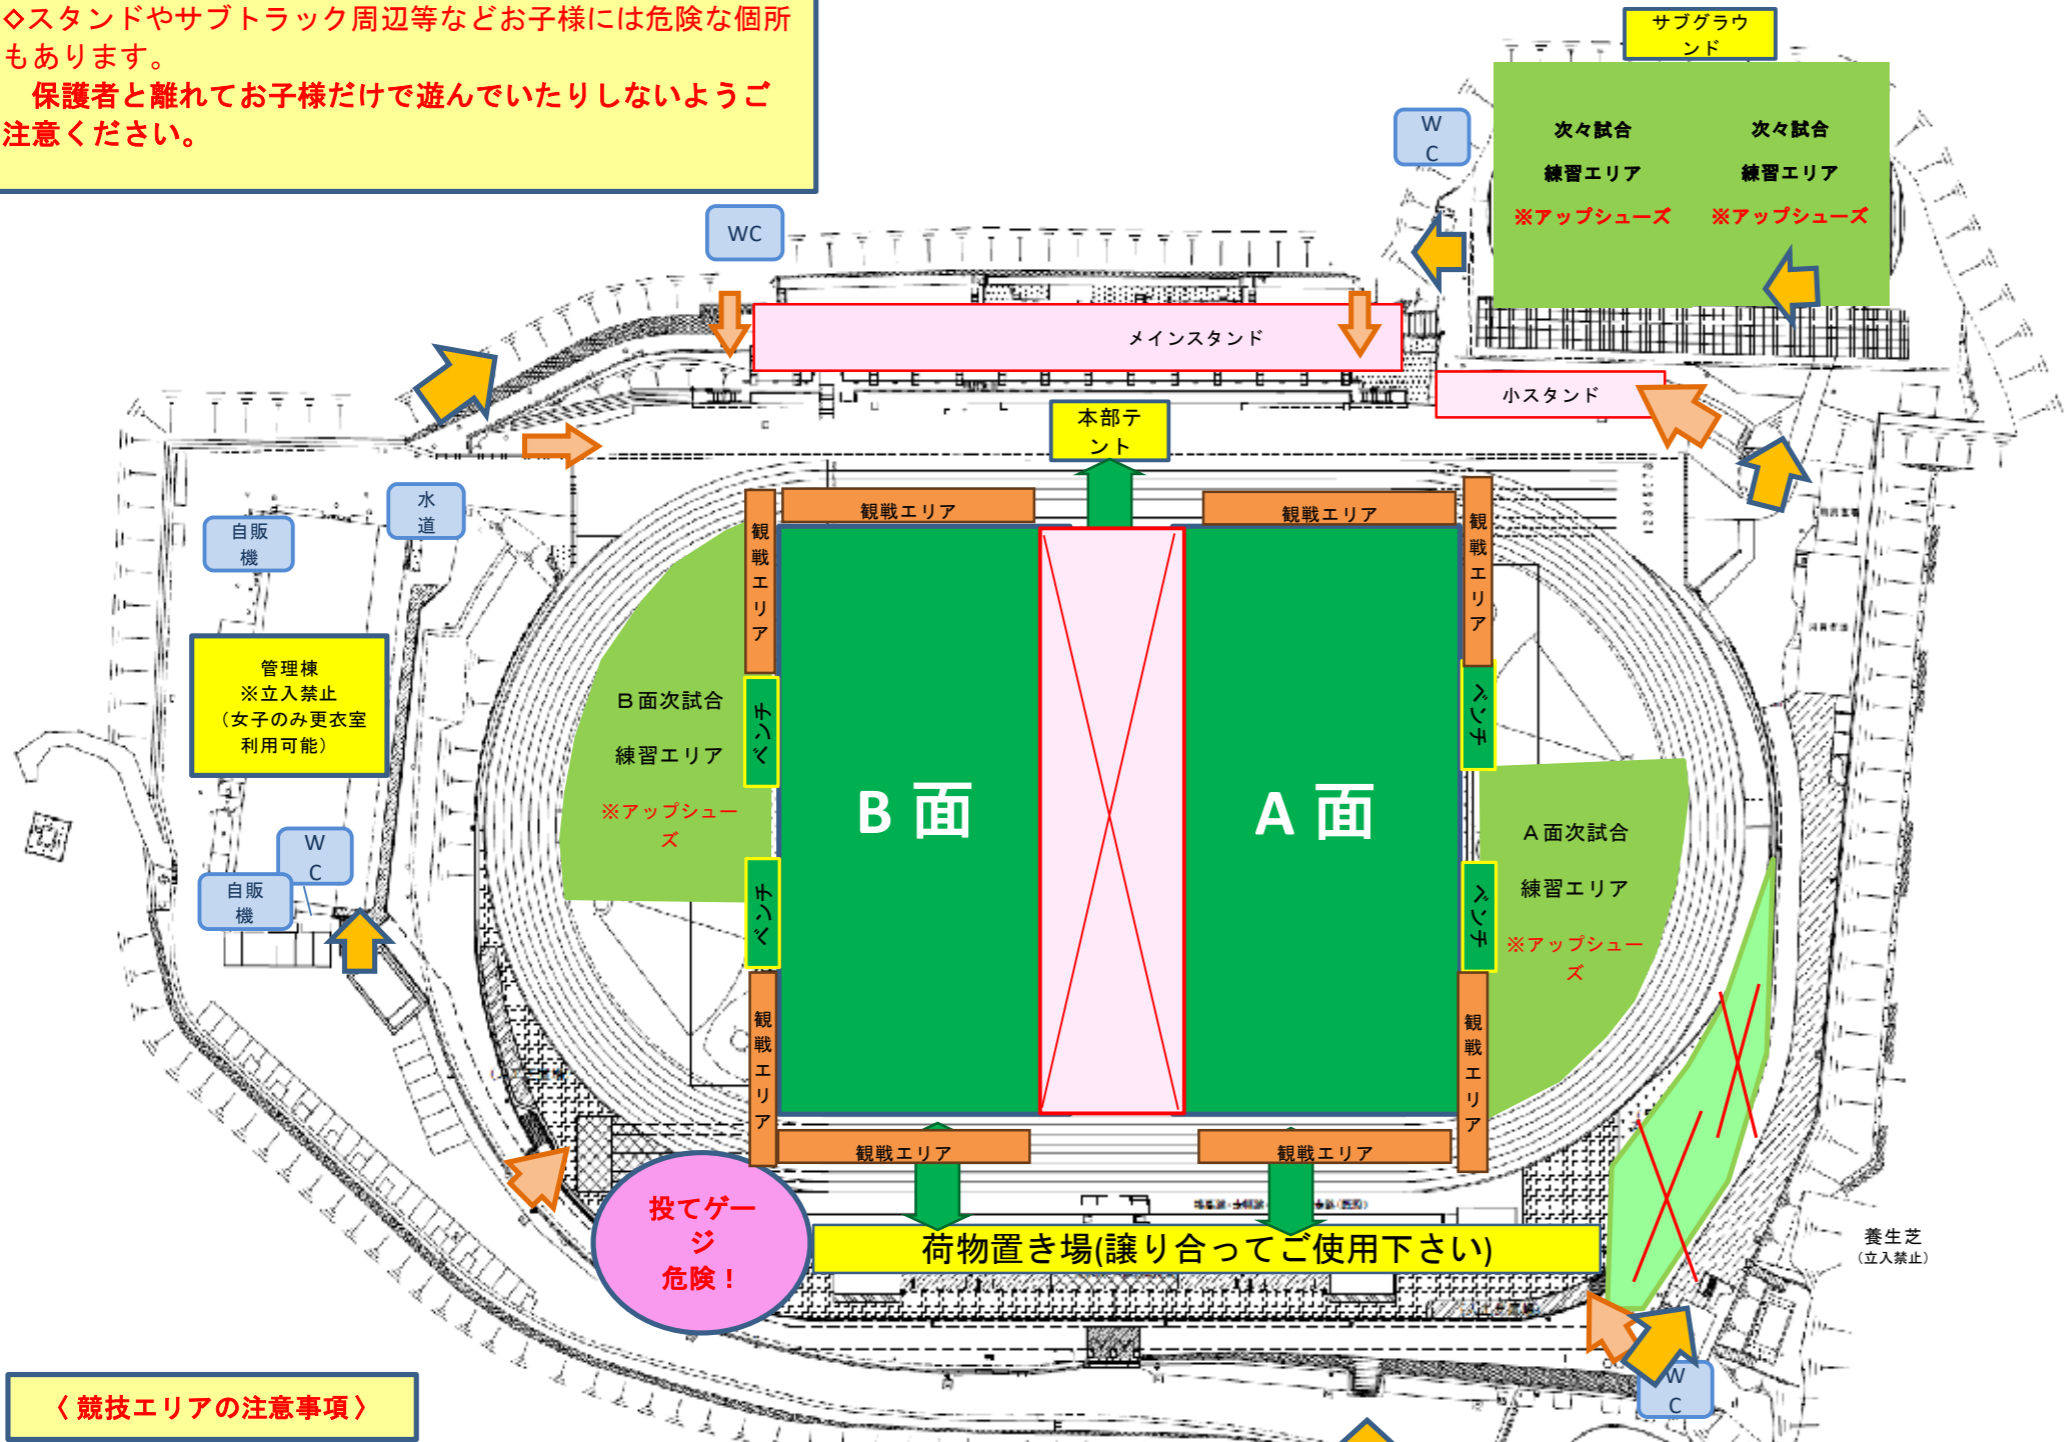 ◇スタンドやサブトラック周辺等などお子様には危険な個所
もあります。
保護者と離れてお子様だけで遊んでいたりしないようご
注意ください。
サブグラウ
ンド
W
C
次々試合
練習エリア
※アップシューズ
次々試合
練習エリア
※アップシューズ
WC
メインスタンド
小スタンド
本部テ
ント
水
道
自販
機
観戦エリア
観戦エリア
観戦エリア
観戦エリア
管理棟
※立入禁止
（女子のみ更衣室
利用可能）
B面次試合
練習エリア
※アップシュー
ズ
ベンチ
ベンチ
B 面
A 面
A面次試合
練習エリア
※アップシュー
ズ
W
C
自販
機
ベンチ
ベンチ
観戦エリア
観戦エリア
観戦エリア
観戦エリア
投てゲー
ジ
危険！
荷物置き場(譲り合ってご使用下さい)
養生芝
（立入禁止）
W
C
〈 競技エリアの注意事項 〉